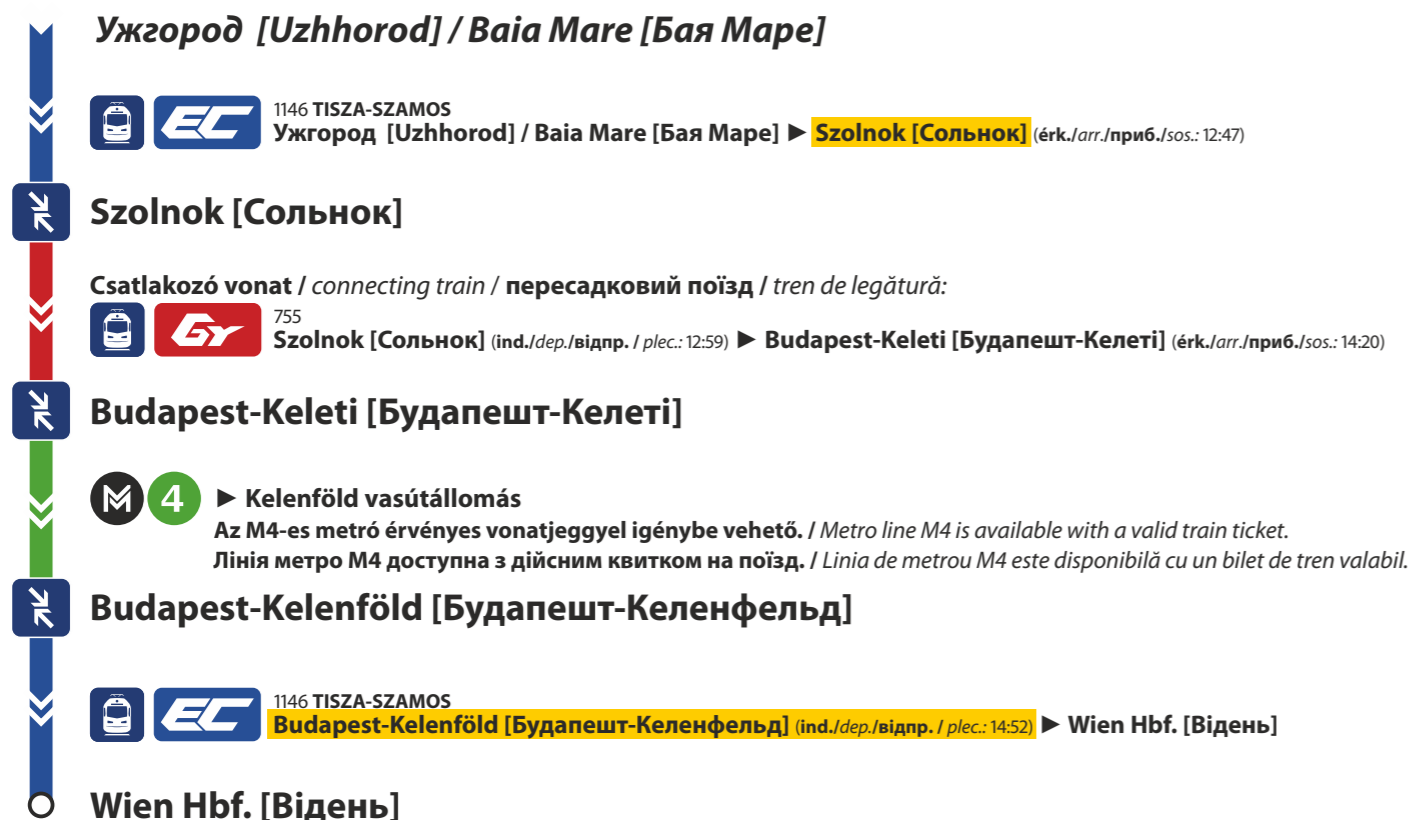 Ужгород [Uzhhorod] / Baia Mare [Бая Маре]
EC 1146 TISZA-SZAMOS
Ужгород [Uzhhorod] / Baia Mare [Бая Маре] ► Szolnok [Сольнок] (érk./arr./приб./sos.: 12:47)
Szolnok [Сольнок]
Csatlakozó vonat / connecting train / пересадковий поїзд / tren de legătură:
Gy 755
Szolnok [Сольнок] (ind./dep./відпр. / plec.: 12:59) ► Budapest-Keleti [Будапешт-Келеті] (érk./arr./приб./sos.: 14:20)
Budapest-Keleti [Будапешт-Келеті]
M 4 ► Kelenföld vasútállomás
Az M4-es metró érvényes vonatjeggyel igénybe vehető. / Metro line M4 is available with a valid train ticket.
Лінія метро M4 доступна з дійсним квитком на поїзд. / Linia de metrou M4 este disponibilă cu un bilet de tren valabil.
Budapest-Kelenföld [Будапешт-Келенфельд]
EC 1146 TISZA-SZAMOS
Budapest-Kelenföld [Будапешт-Келенфельд] (ind./dep./відпр. / plec.: 14:52) ► Wien Hbf. [Відень]
Wien Hbf. [Відень]